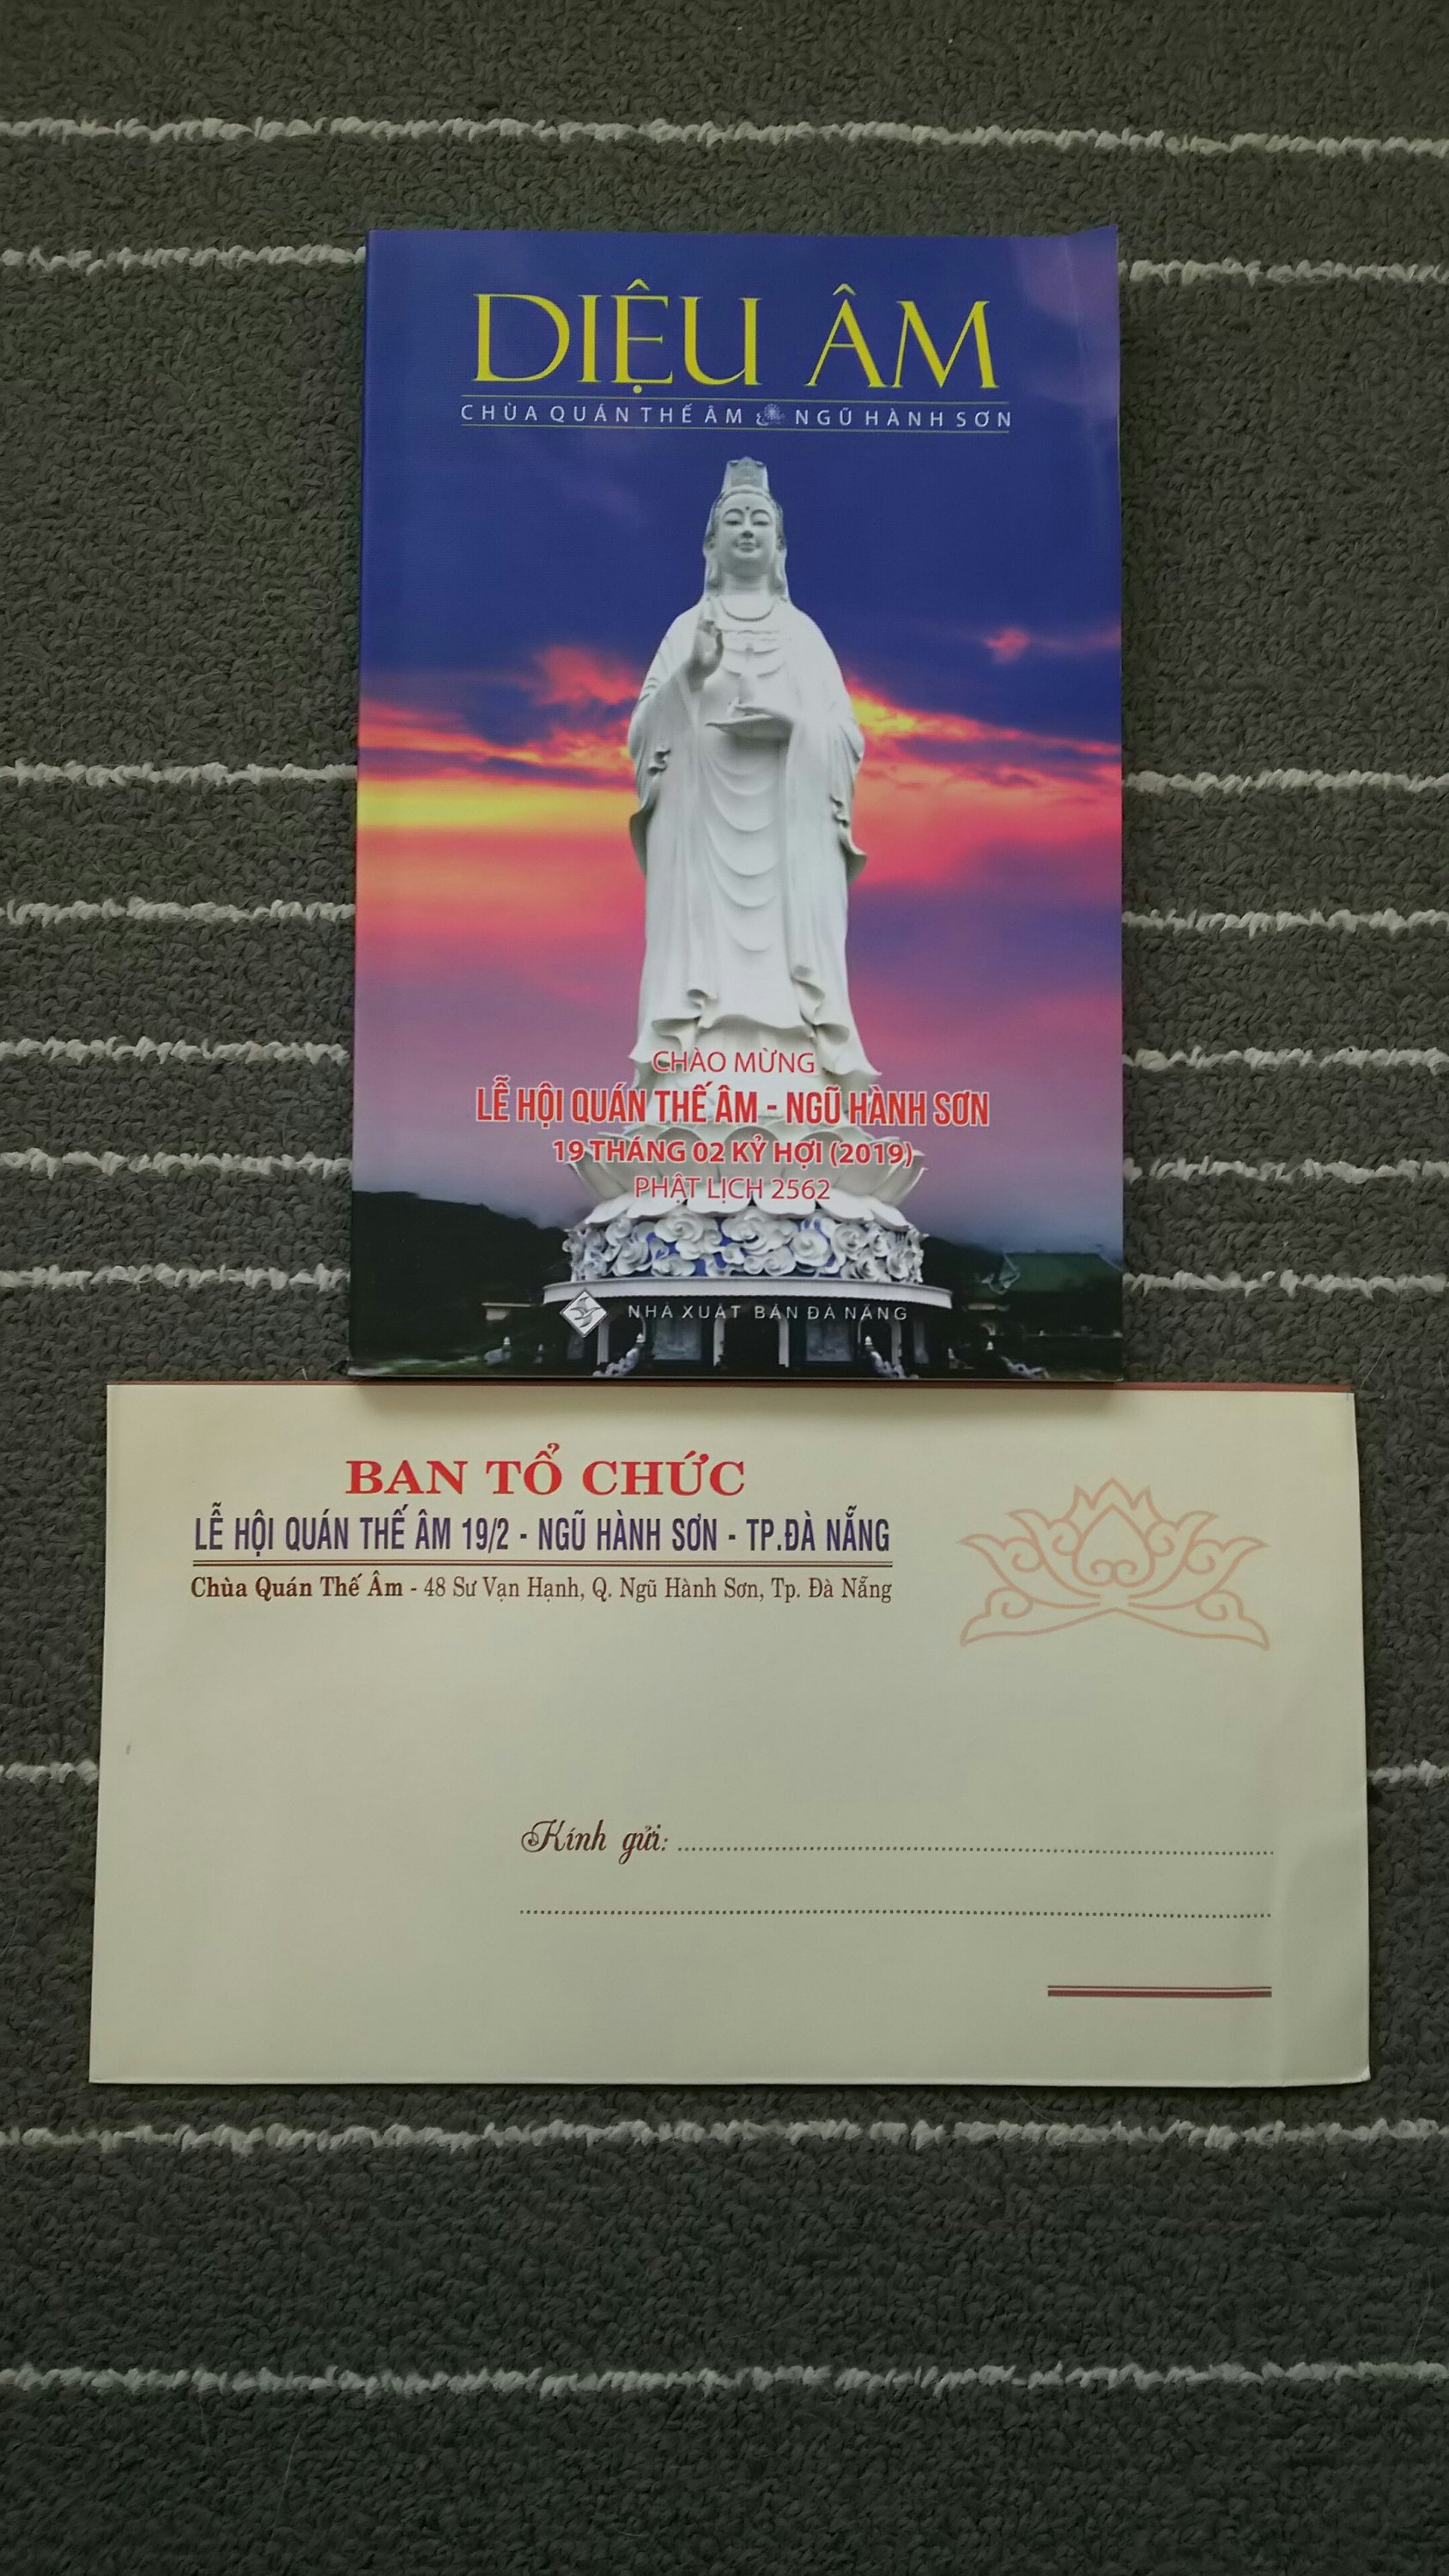 DIỆU ÂM
CHÙA QUÁN THẾ ÂM NGŨ HÀNH SƠN
CHÀO MỪNG
LỄ HỘI QUÁN THẾ ÂM - NGŨ HÀNH SƠN
19 THÁNG 02 KỶ HỢI (2019)
PHẬT LỊCH 2562
NHÀ XUẤT BẢN ĐÀ NẴNG
BAN TỔ CHỨC
LỄ HỘI QUÁN THẾ ÂM 19/2 - NGŨ HÀNH SƠN - TP.ĐÀ NẴNG
Chùa Quán Thế Âm - 48 Sư Vạn Hạnh, Q. Ngũ Hành Sơn, Tp. Đà Nẵng
Kính gửi: